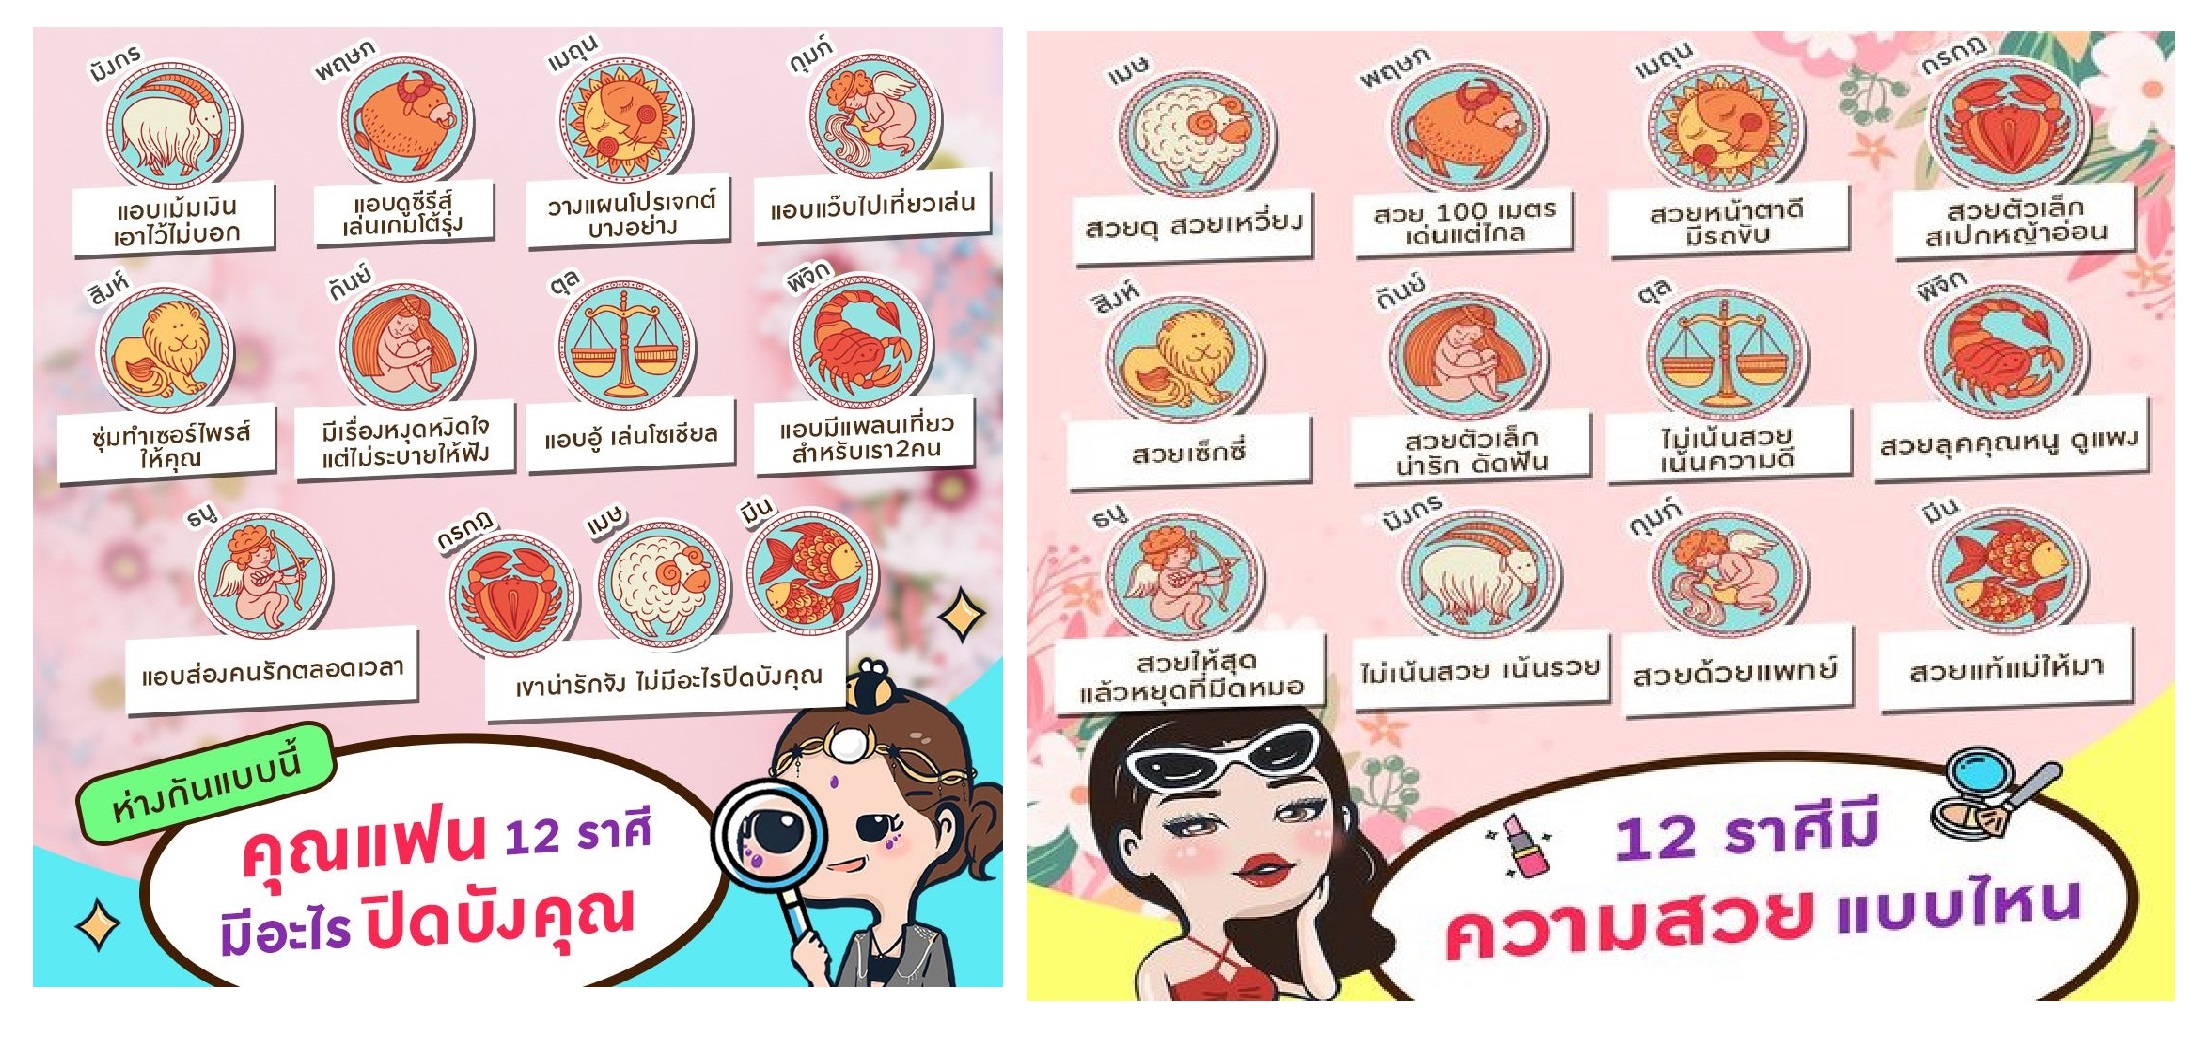 มังกร
แอบเม้มเงิน
เอาไว้ไม่บอก
พฤษภ
แอบดูซีรีส์
เล่นเกมโต้รุ่ง
เมถุน
วางแผนโปรเจกต์
บางอย่าง
กุมภ์
แอบแว๊บไปเที่ยวเล่น
สิงห์
ซุ่มทำเซอร์ไพรส์
ให้คุณ
กันย์
มีเรื่องหงุดหงิดใจ
แต่ไม่ระบายให้ฟัง
ตุล
แอบอู้ เล่นโซเชียล
พิจิก
แอบมีแพลนเที่ยว
สำหรับเรา2คน
ธนู
แอบส่องคนรักตลอดเวลา
กรกฎ
เมษ
มีน
เขาน่ารักจัง ไม่มีอะไรปิดบังคุณ
ห่างกันแบบนี้
คุณแฟน 12 ราศี
มีอะไร ปิดบังคุณ
เมษ
สวยดุ สวยเหวี่ยง
พฤษภ
สวย 100 เมตร
เด่นแต่ไกล
เมถุน
สวยหน้าตาดี
มีรถขับ
กรกฎ
สวยตัวเล็ก
สเปกหญ้าอ่อน
สิงห์
สวยเซ็กซี่
กันย์
สวยตัวเล็ก
น่ารัก ดัดฟัน
ตุล
ไม่เน้นสวย
เน้นความดี
พิจิก
สวยลุคคุณหนู ดูแพง
ธนู
สวยให้สุด
แล้วหยุดที่มีดหมอ
มังกร
ไม่เน้นสวย เน้นรวย
กุมภ์
สวยด้วยแพทย์
มีน
สวยแท้แม่ให้มา
12 ราศีมี
ความสวย แบบไหน